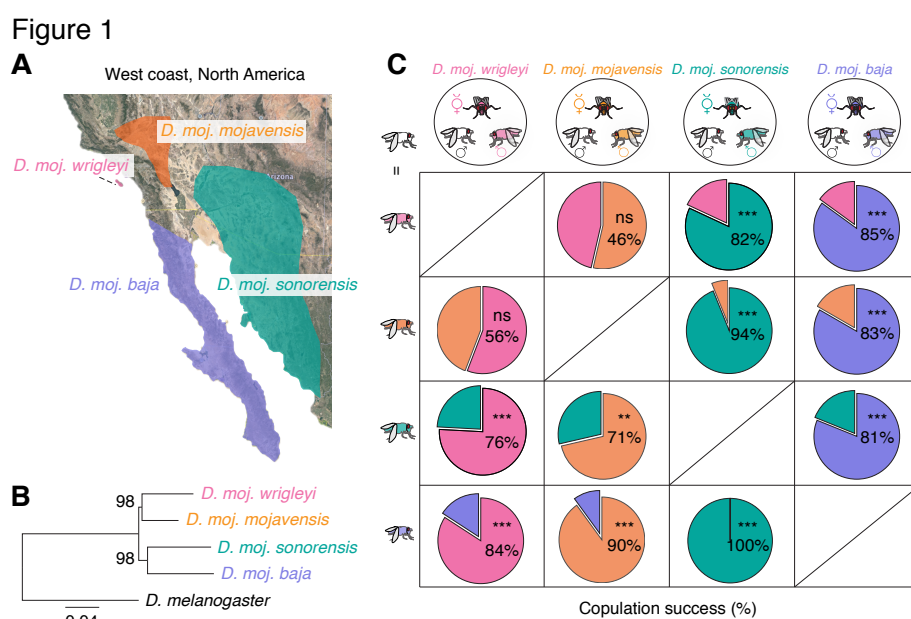 Figure 1
A
West coast, North America
D. moj. mojavensis
D. moj. wrigleyi
Arizona
D. moj. baja
D. moj. sonorensis
B
98
D. moj. wrigleyi
D. moj. mojavensis
98
D. moj. sonorensis
D. moj. baja
D. melanogaster
C
D. moj. wrigleyi
D. moj. mojavensis
D. moj. sonorensis
D. moj. baja
=
ns
46%
***
82%
***
85%
ns
56%
***
94%
***
83%
***
76%
**
71%
***
81%
***
84%
***
90%
***
100%
Copulation success (%)